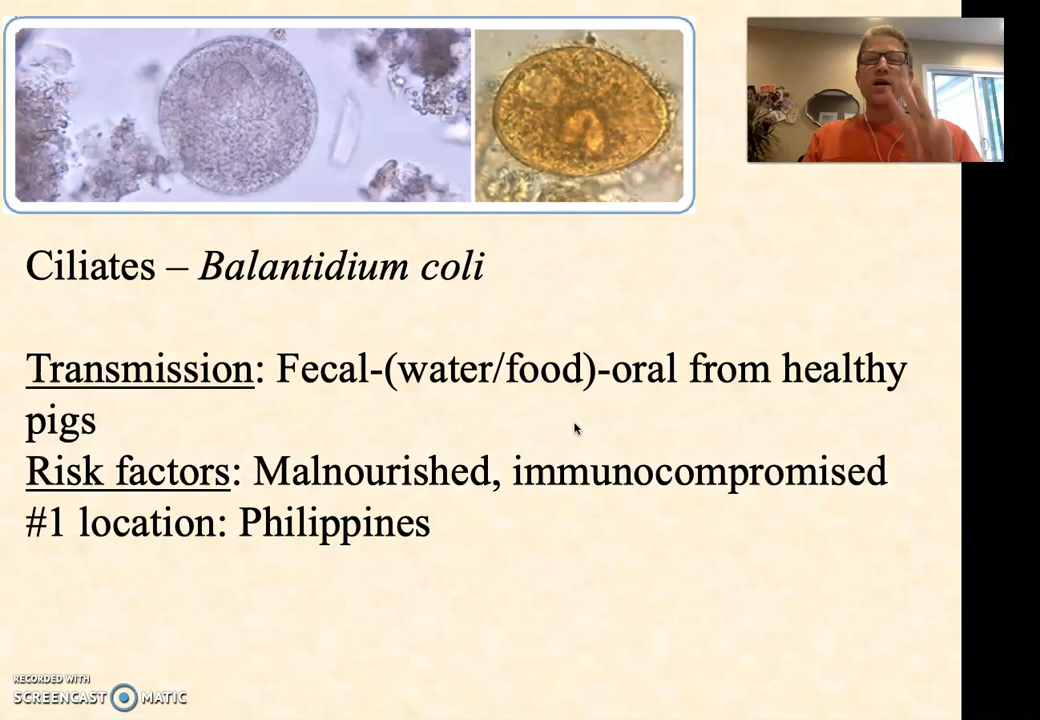 Ciliates – Balantidium coli
Transmission: Fecal-(water/food)-oral from healthy
pigs
Risk factors: Malnourished, immunocompromised
#1 location: Philippines
RECORDED WITH
SCREENCAST MATIC